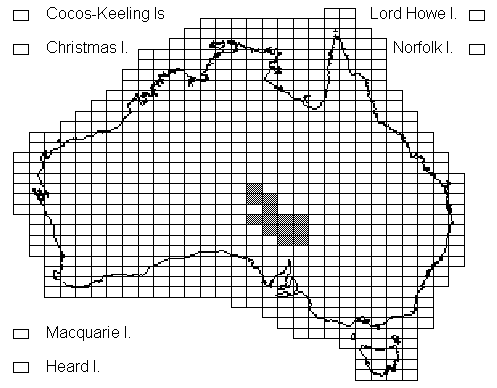 Cocos-Keeling Is
Lord Howe I.
Christmas I.
Norfolk I.
Macquarie I.
Heard I.